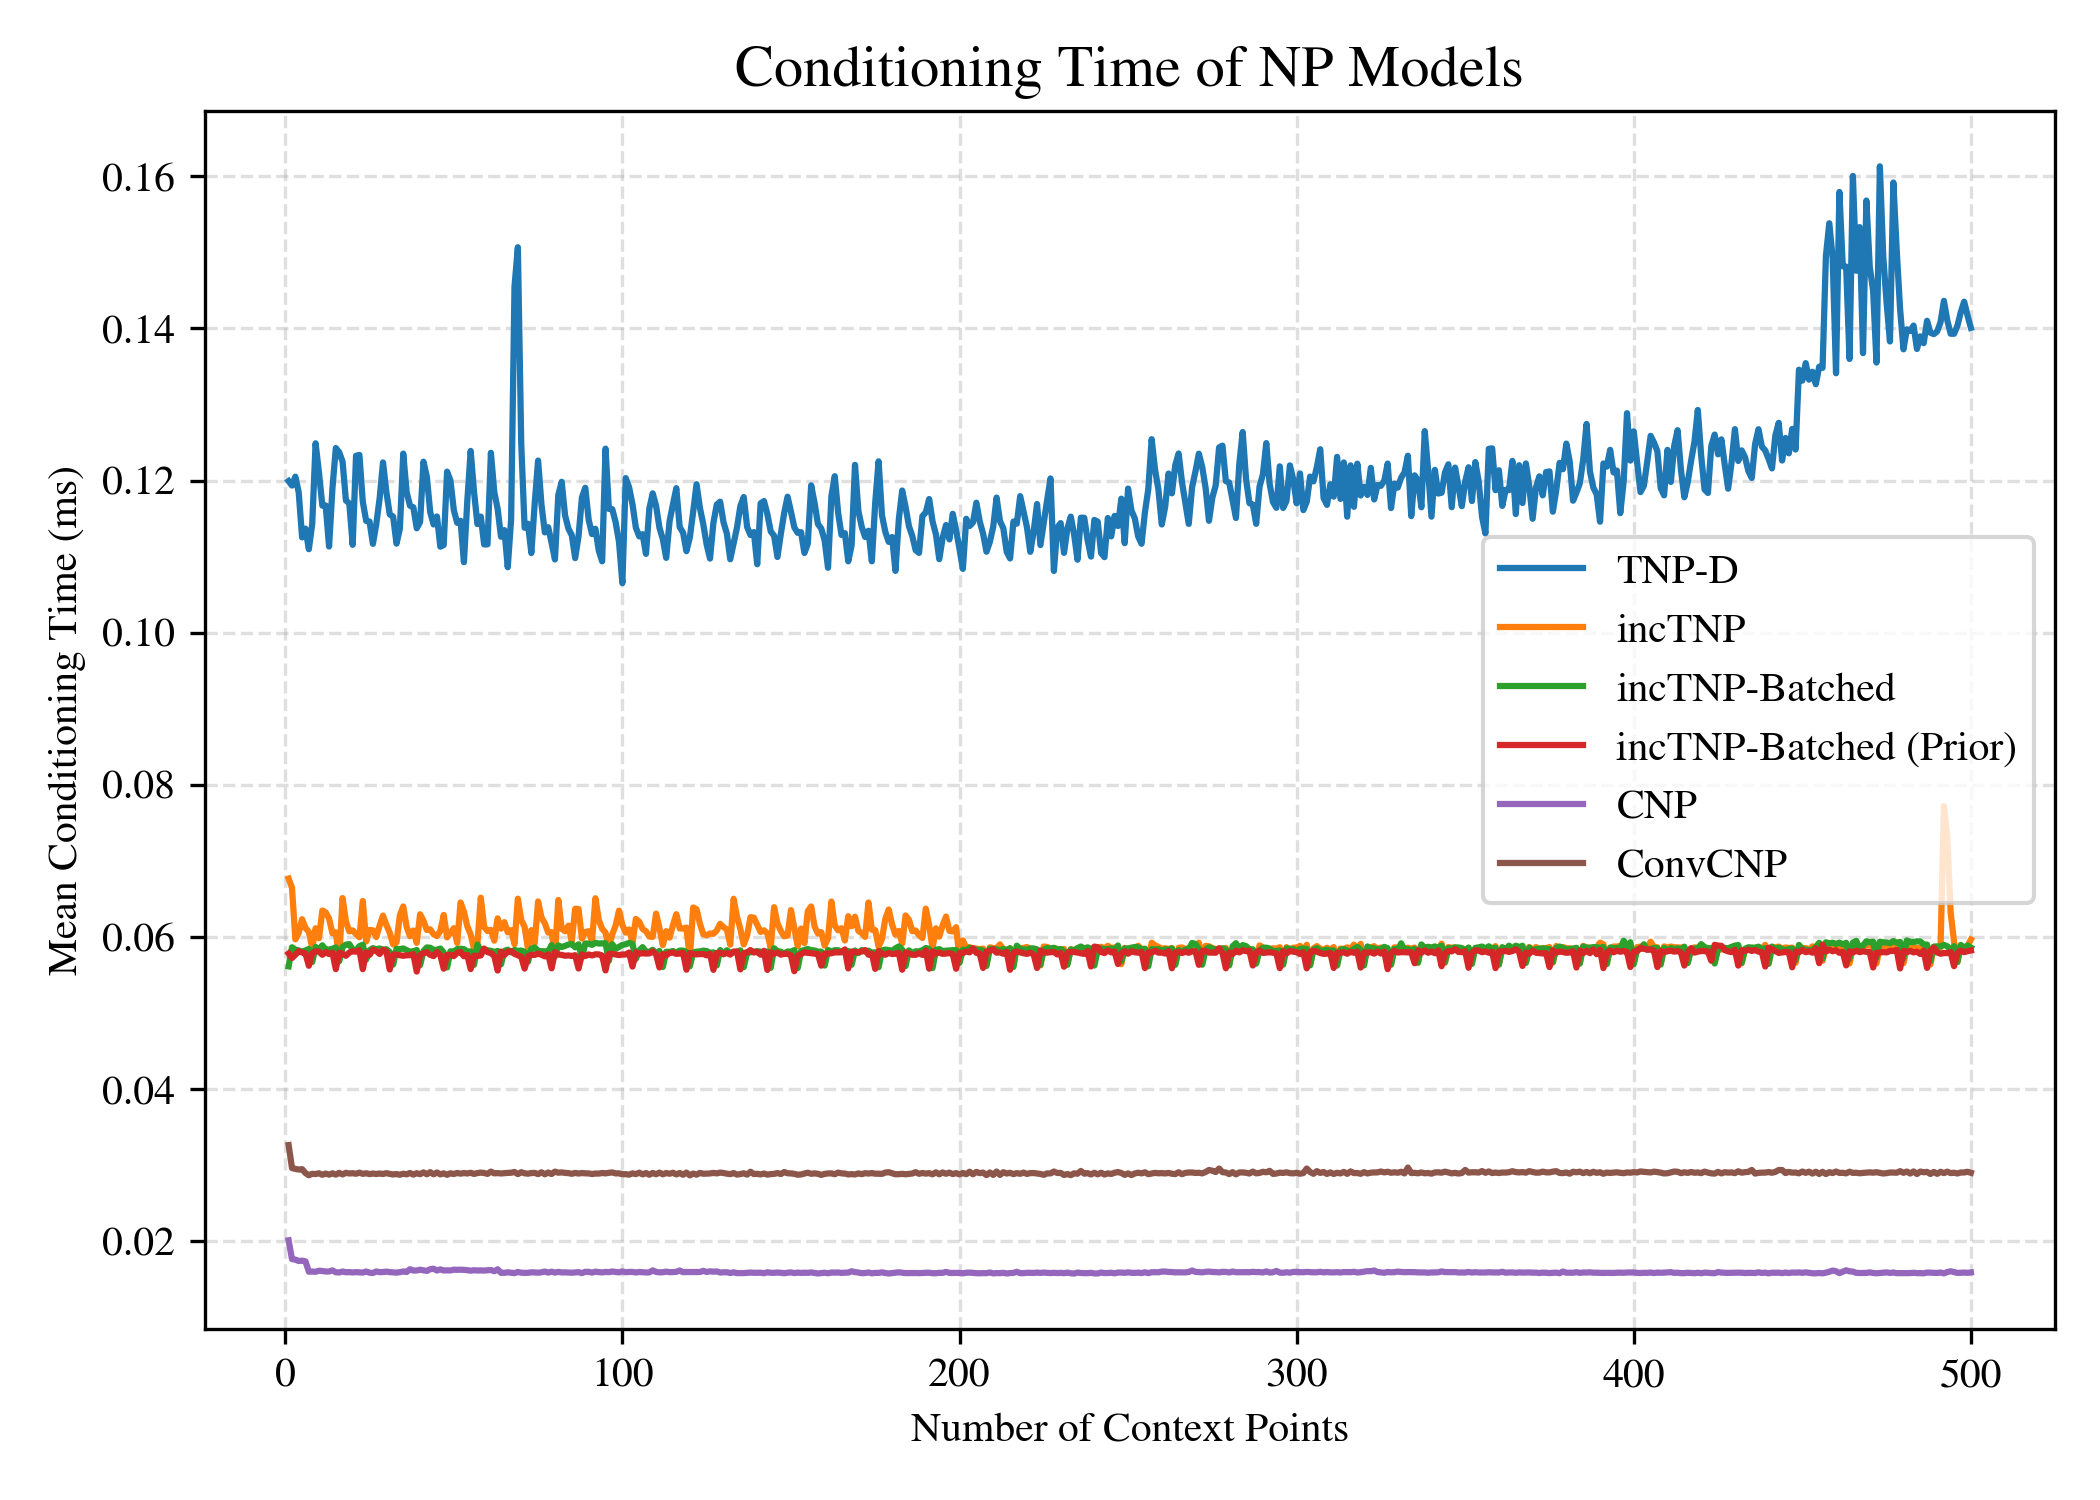 Conditioning Time of NP Models
Mean Conditioning Time (ms)
0.16
0.14
0.12
0.10
0.08
0.06
0.04
0.02
TNP-D
incTNP
incTNP-Batched
incTNP-Batched (Prior)
CNP
ConvCNP
0 100 200 300 400 500
Number of Context Points